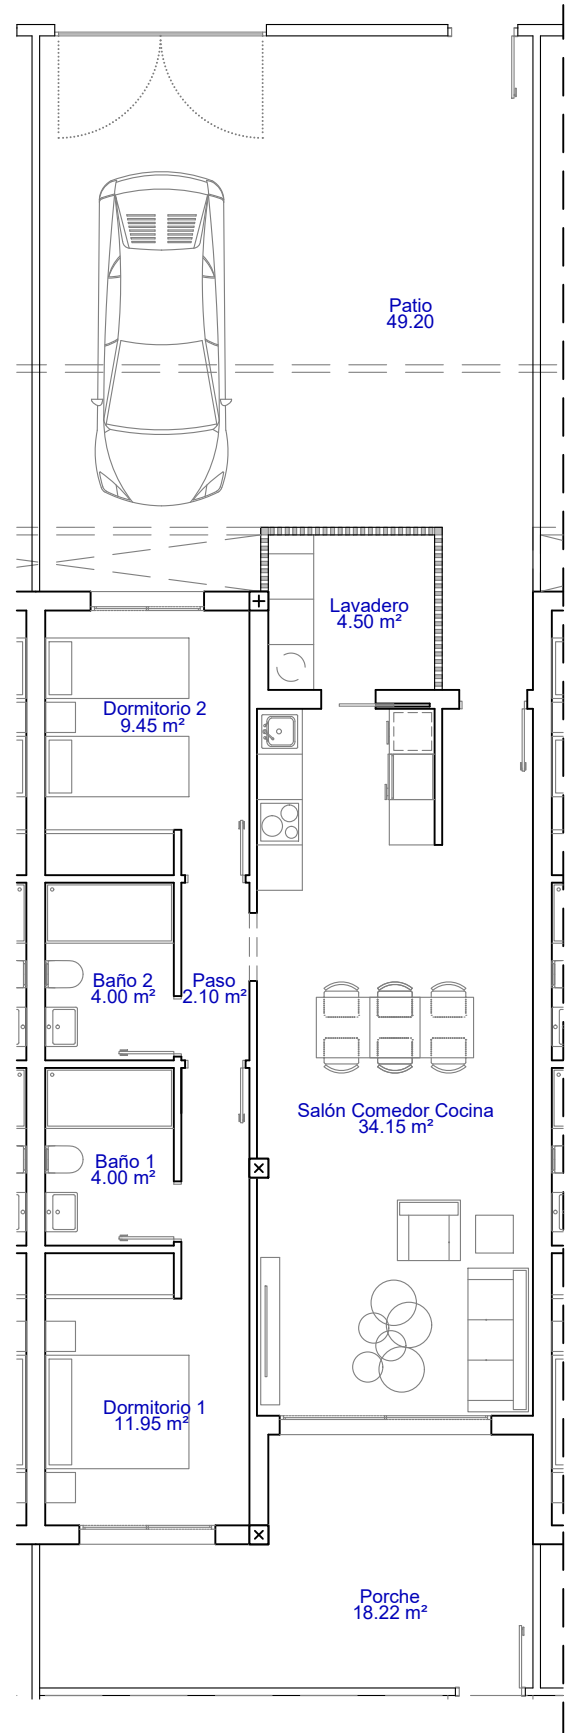 Patio
49.20
Lavadero
4.50 m²
Dormitorio 2
9.45 m²
Baño 2
4.00 m²
Paso
2.10 m²
Salón Comedor Cocina
34.15 m²
Baño 1
4.00 m²
Dormitorio 1
11.95 m²
Porche
18.22 m²